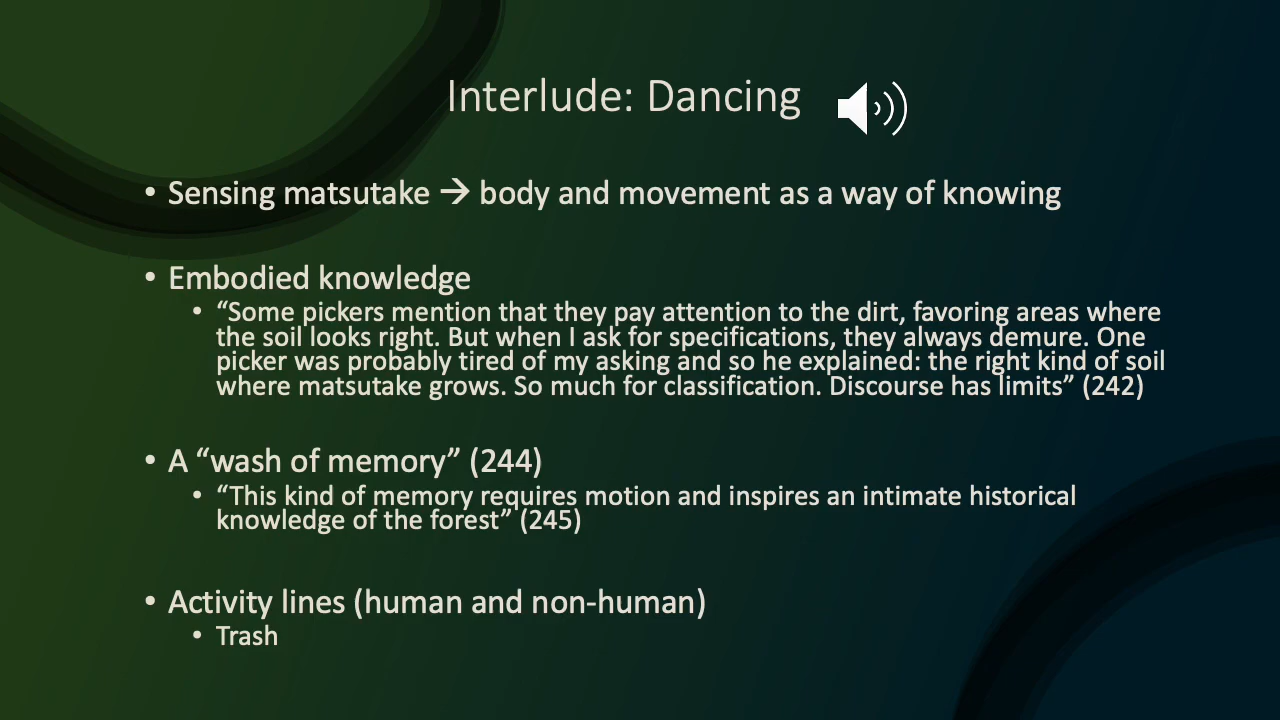 Interlude: Dancing
• Sensing matsutake → body and movement as a way of knowing
• Embodied knowledge
• “Some pickers mention that they pay attention to the dirt, favoring areas where
the soil looks right. But when I ask for specifications, they always demure. One
picker was probably tired of my asking and so he explained: the right kind of soil
where matsutake grows. So much for classification. Discourse has limits” (242)
• A “wash of memory” (244)
• “This kind of memory requires motion and inspires an intimate historical
knowledge of the forest” (245)
• Activity lines (human and non-human)
• Trash